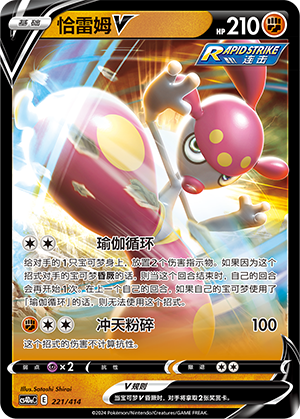 基础
恰雷姆V
HP 210
RAPID STRIKE
连击
瑜伽循环
给对手的1只宝可梦身上，放置2个伤害指示物。如果因为这个
招式对手的宝可梦昏厥的话，则当这个回合结束时，自己的回合
会再开始1次。在上一个自己的回合，如果自己的宝可梦使用了
「瑜伽循环」的话，则无法使用这个招式。
冲天粉碎 100
这个招式的伤害不计算抗性。
弱点 ×2 抗性 撤退
Illus.Satoshi Shirai
E 221/414
V规则
当宝可梦V昏厥时，对手将拿取2张奖赏卡。
©2024 Pokémon/Nintendo/Creatures/GAME FREAK.